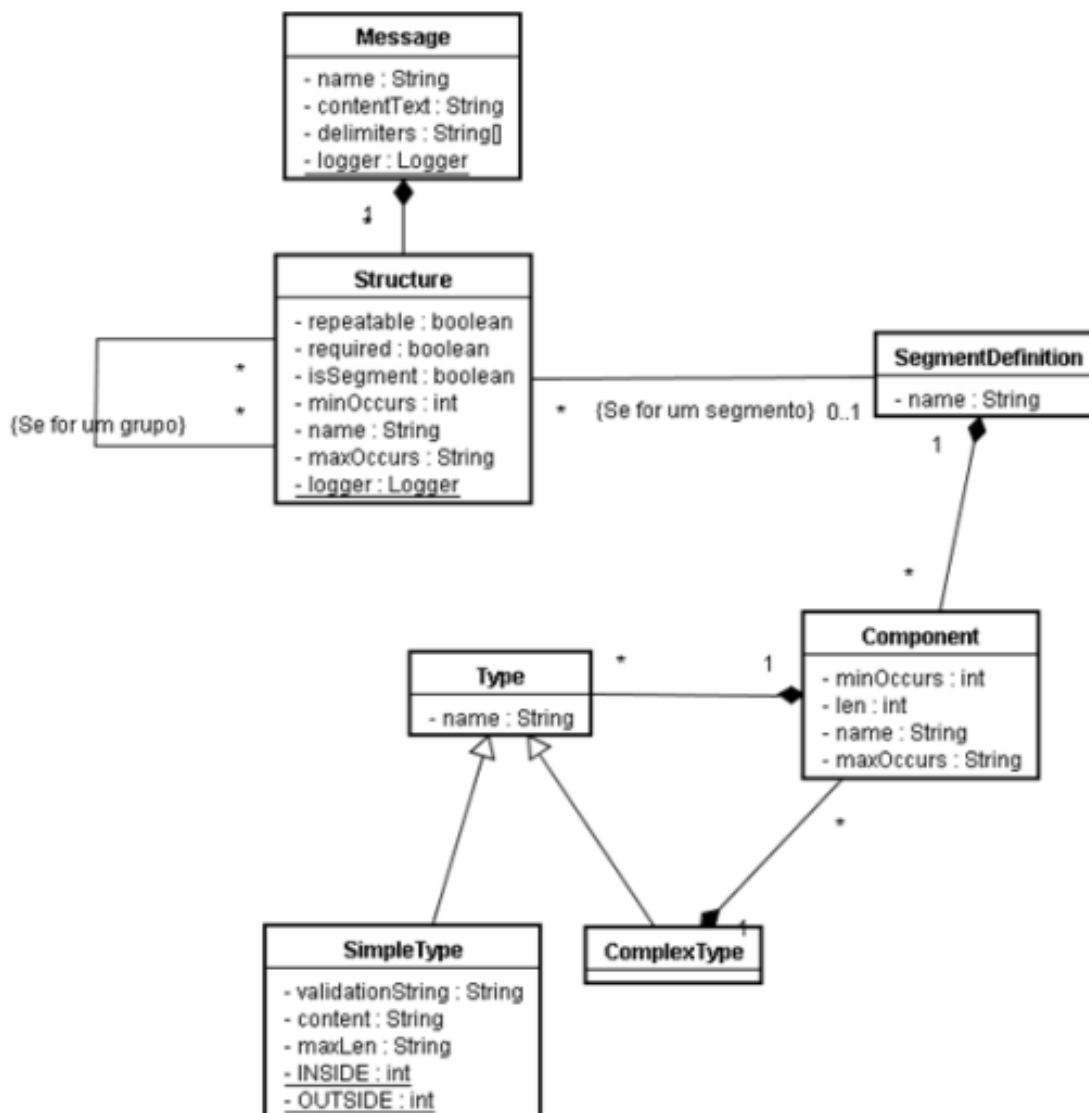 Message
- name : String
- contentText : String
- delimiters : String[]
- logger : Logger
1
*
Structure
- repeatable : boolean
- required : boolean
- isSegment : boolean
- minOccurs : int
- name : String
- maxOccurs : String
- logger : Logger
*
*
{Se for um grupo}
* {Se for um segmento} 0..1
SegmentDefinition
- name : String
1
*
Component
- minOccurs : int
- len : int
- name : String
- maxOccurs : String
* 1
Type
- name : String
*
1
SimpleType
- validationString : String
- content : String
- maxLen : String
- INSIDE : int
- OUTSIDE : int
ComplexType